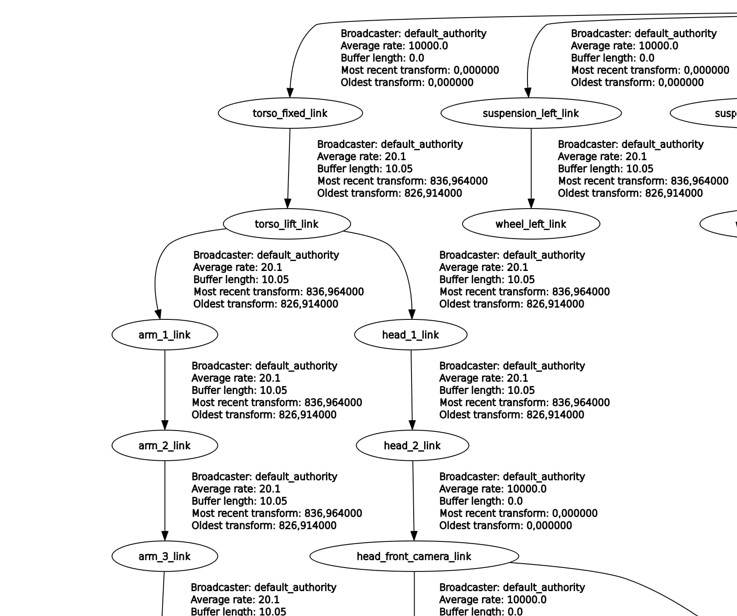 Broadcaster: default_authority
Average rate: 10000.0
Buffer length: 0.0
Most recent transform: 0,000000
Oldest transform: 0,000000
Broadcaster: default_authority
Average rate: 10000.0
Buffer length: 0.0
Most recent transform: 0,000000
Oldest transform: 0,000000
torso_fixed_link
suspension_left_link
susp
Broadcaster: default_authority
Average rate: 20.1
Buffer length: 10.05
Most recent transform: 836,964000
Oldest transform: 826,914000
Broadcaster: default_authority
Average rate: 20.1
Buffer length: 10.05
Most recent transform: 836,964000
Oldest transform: 826,914000
torso_lift_link
wheel_left_link
Broadcaster: default_authority
Average rate: 20.1
Buffer length: 10.05
Most recent transform: 836,964000
Oldest transform: 826,914000
Broadcaster: default_authority
Average rate: 20.1
Buffer length: 10.05
Most recent transform: 836,964000
Oldest transform: 826,914000
arm_1_link
head_1_link
Broadcaster: default_authority
Average rate: 20.1
Buffer length: 10.05
Most recent transform: 836,964000
Oldest transform: 826,914000
Broadcaster: default_authority
Average rate: 20.1
Buffer length: 10.05
Most recent transform: 836,964000
Oldest transform: 826,914000
arm_2_link
head_2_link
Broadcaster: default_authority
Average rate: 20.1
Buffer length: 10.05
Most recent transform: 836,964000
Oldest transform: 826,914000
Broadcaster: default_authority
Average rate: 10000.0
Buffer length: 0.0
Most recent transform: 0,000000
Oldest transform: 0,000000
arm_3_link
head_front_camera_link
Broadcaster: default_authority
Average rate: 20.1
Buffer length: 10.05
Broadcaster: default_authority
Average rate: 10000.0
Buffer length: 0.0